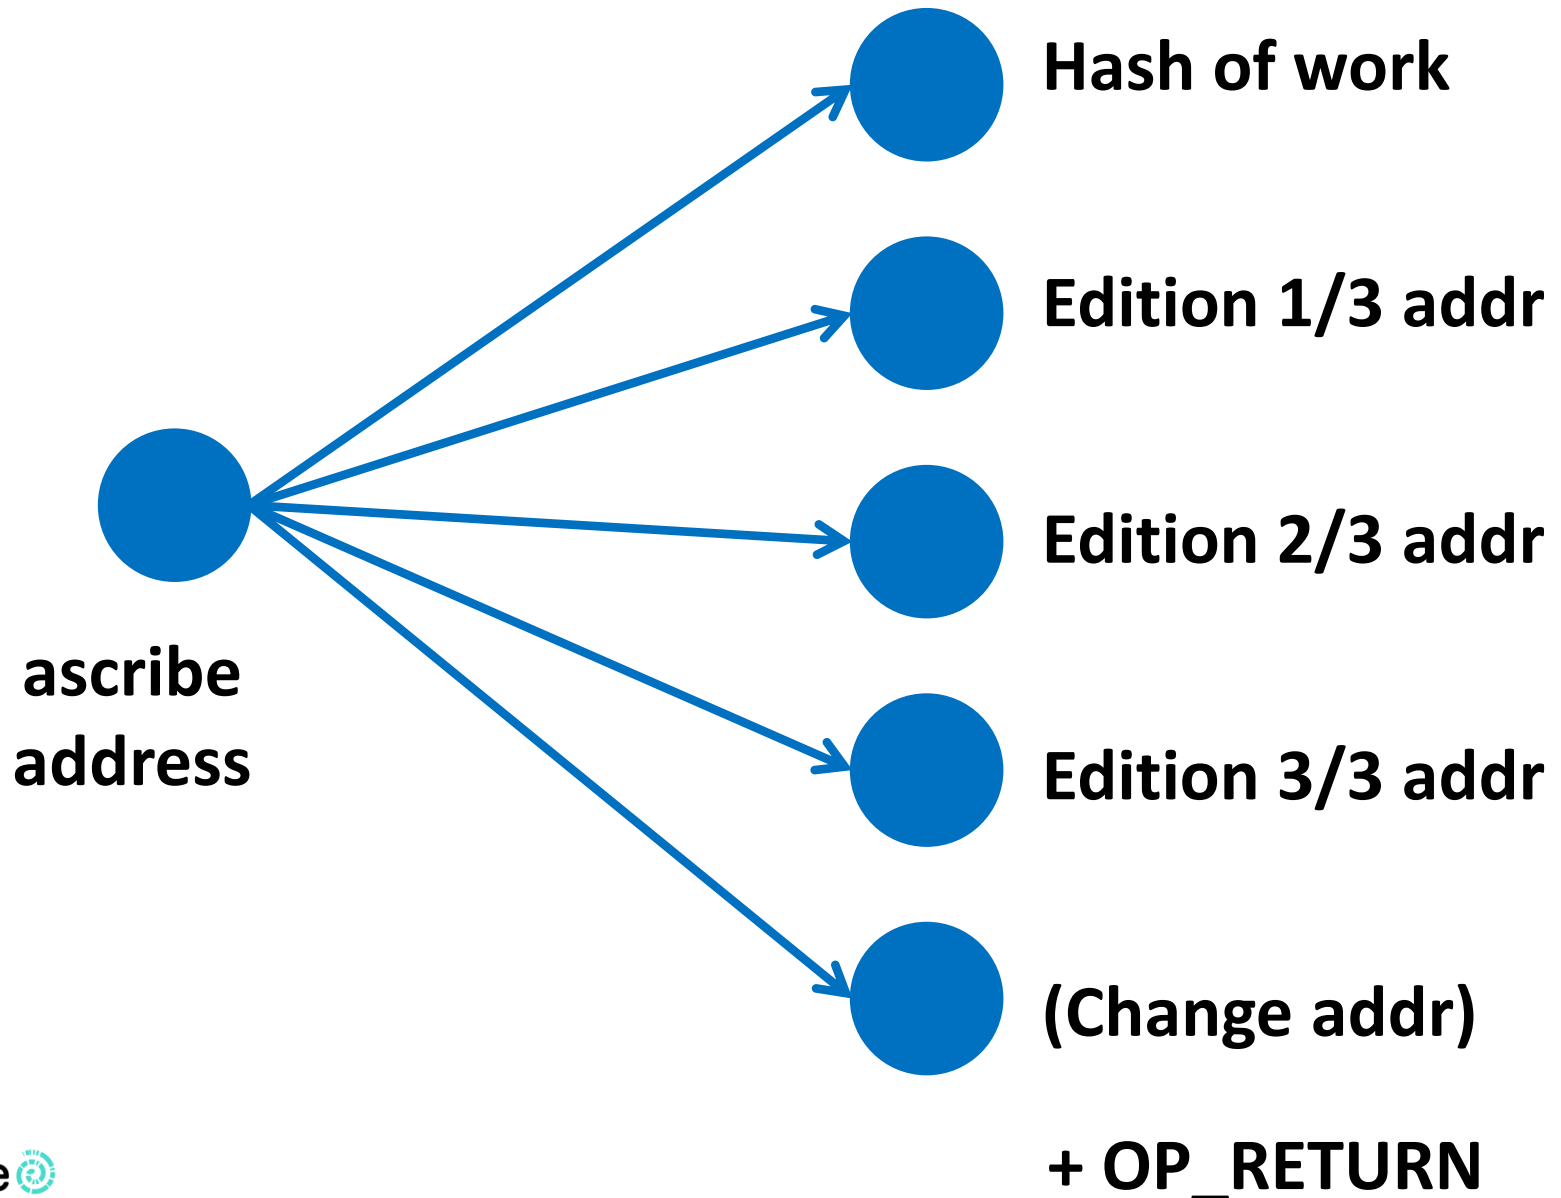 Hash of work
Edition 1/3 addr
Edition 2/3 addr
ascribe
address
Edition 3/3 addr
(Change addr)
+ OP_RETURN